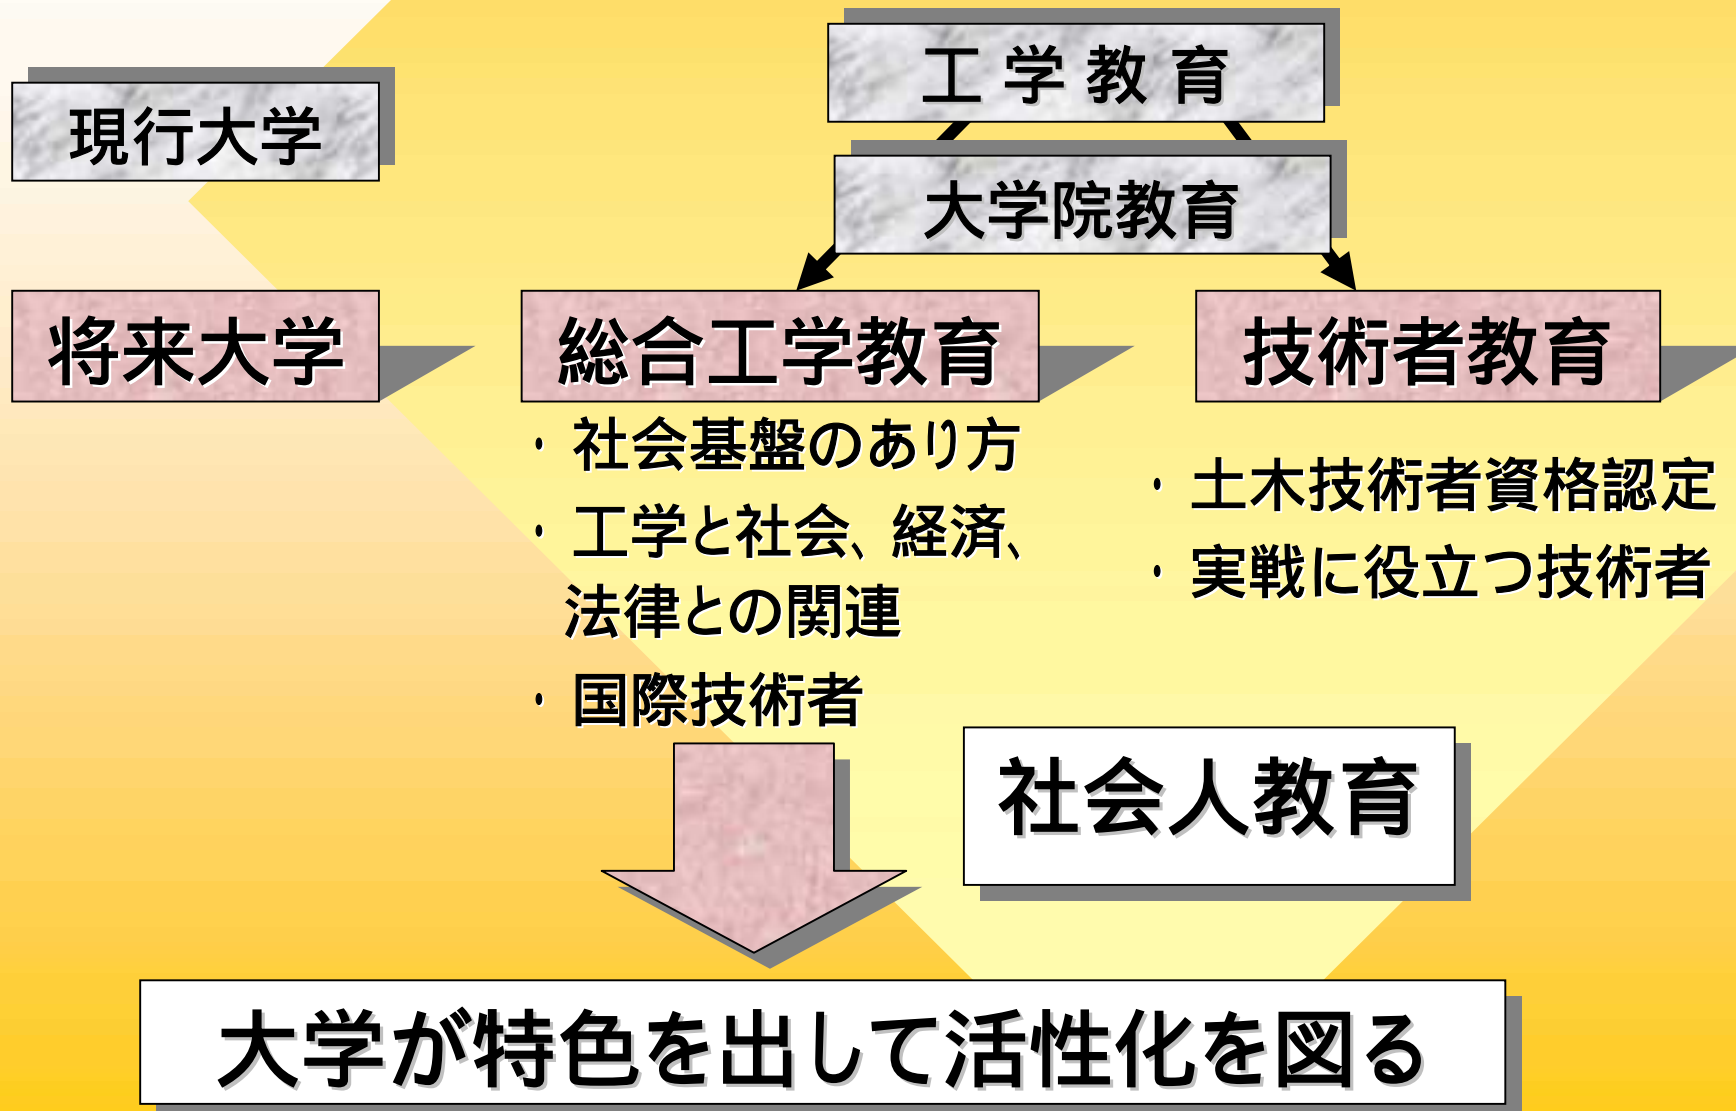 工 学 教 育
現行大学
大学院教育
将来大学
総合工学教育
技術者教育
・ 社会基盤のあり方
・ 工学と社会、経済、
法律との関連
・ 国際技術者
・ 土木技術者資格認定
・ 実戦に役立つ技術者
社会人教育
大学が特色を出して活性化を図る